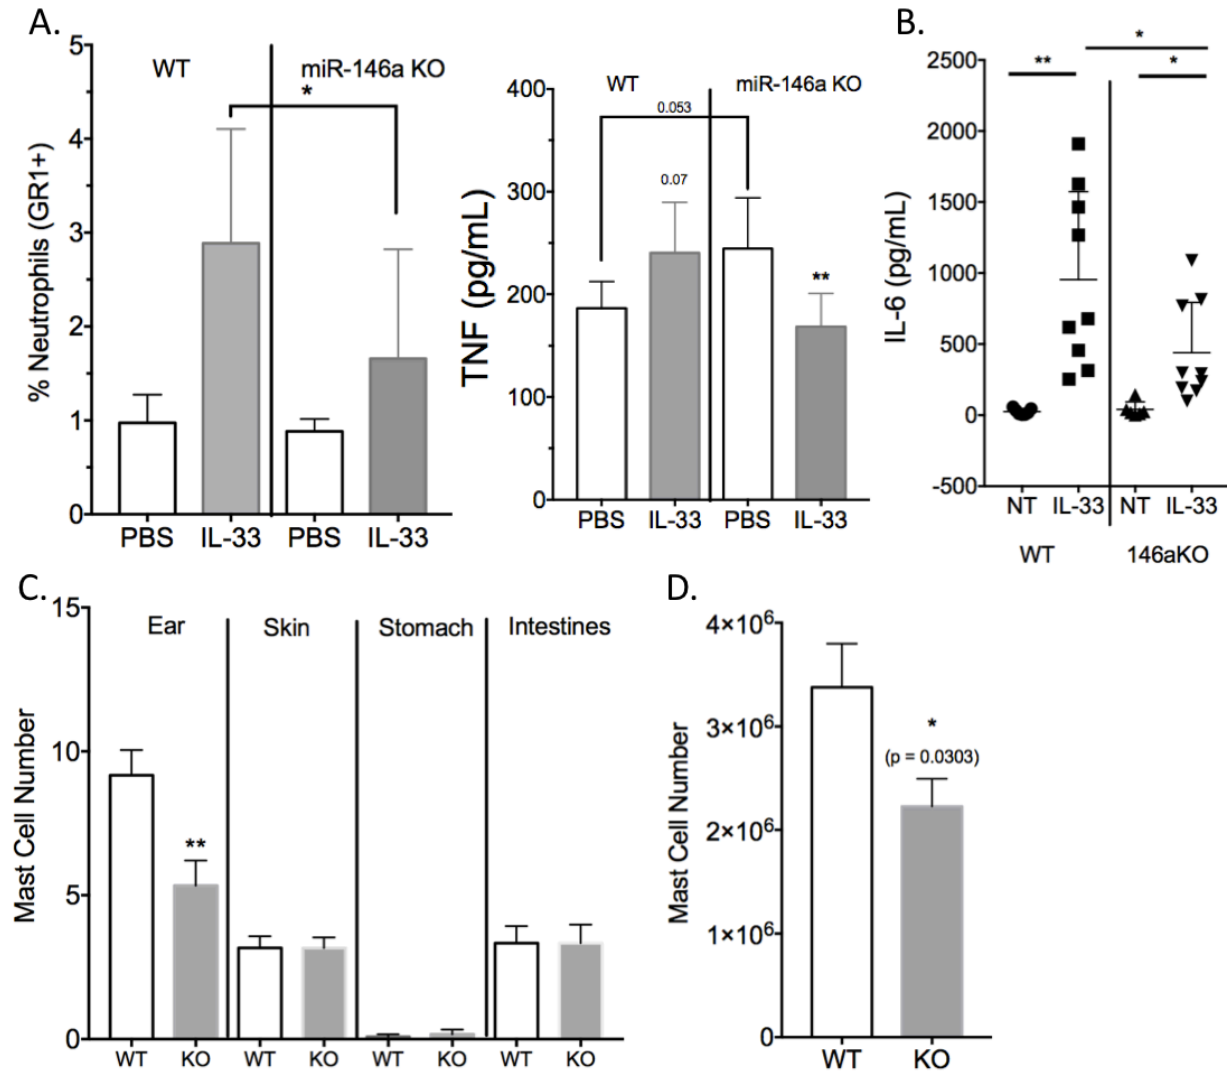 A.
% Neutrophils (GR1+)
5
4
3
2
1
0
WT
miR-146a KO
*
PBS
IL-33
PBS
IL-33
TNF (pg/mL)
400
300
200
100
0
WT
miR-146a KO
0.053
0.07
**
PBS
IL-33
PBS
IL-33
B.
IL-6 (pg/mL)
2500
2000
1500
1000
500
0
-500
**
*
*
NT
IL-33
NT
IL-33
WT
146aKO
C.
Mast Cell Number
15
10
5
0
Ear
Skin
Stomach
Intestines
**
WT
KO
WT
KO
WT
KO
WT
KO
D.
Mast Cell Number
4×10⁶
3×10⁶
2×10⁶
1×10⁶
0
*
(p = 0.0303)
WT
KO